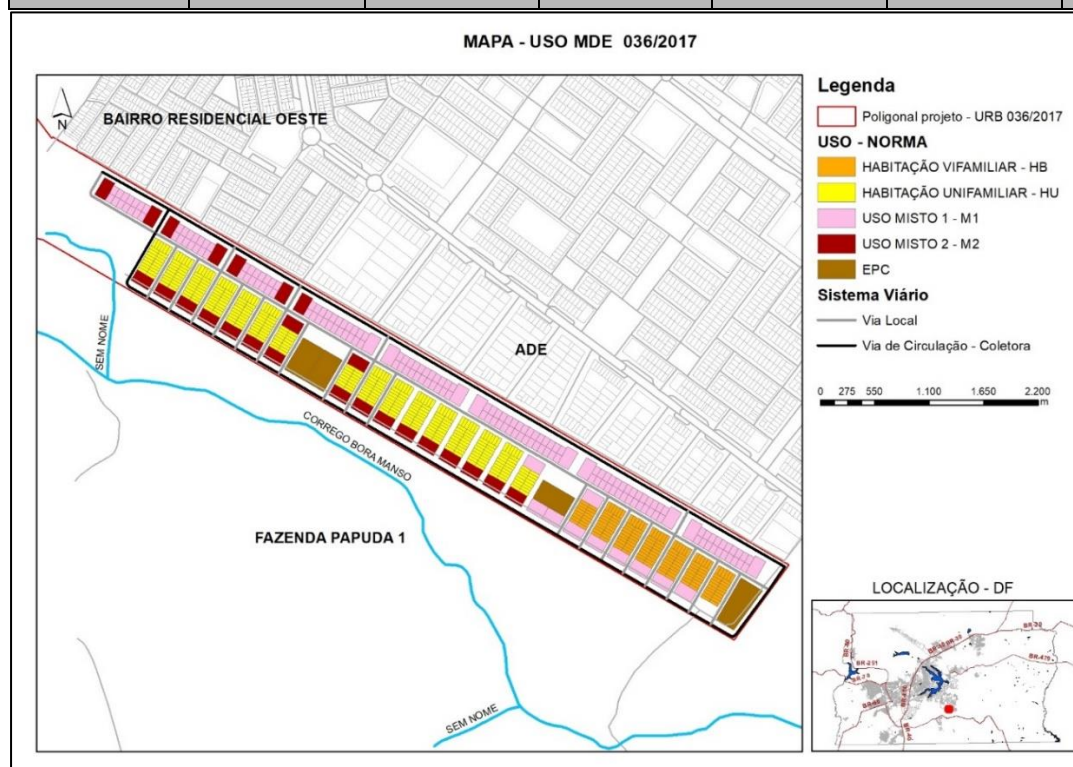 MAPA - USO MDE 036/2017
BAIRRO RESIDENCIAL OESTE
N
SEM NOME
ADE
CORREGO BORA MANSO
FAZENDA PAPUDA 1
SEM NOME
Legenda
Poligonal projeto - URB 036/2017
USO - NORMA
HABITAÇÃO VIFAMILIAR - HB
HABITAÇÃO UNIFAMILIAR - HU
USO MISTO 1 - M1
USO MISTO 2 - M2
EPC
Sistema Viário
Via Local
Via de Circulação - Coletora
0 275 550 1.100 1.650 2.200
m
LOCALIZAÇÃO - DF
BR-251